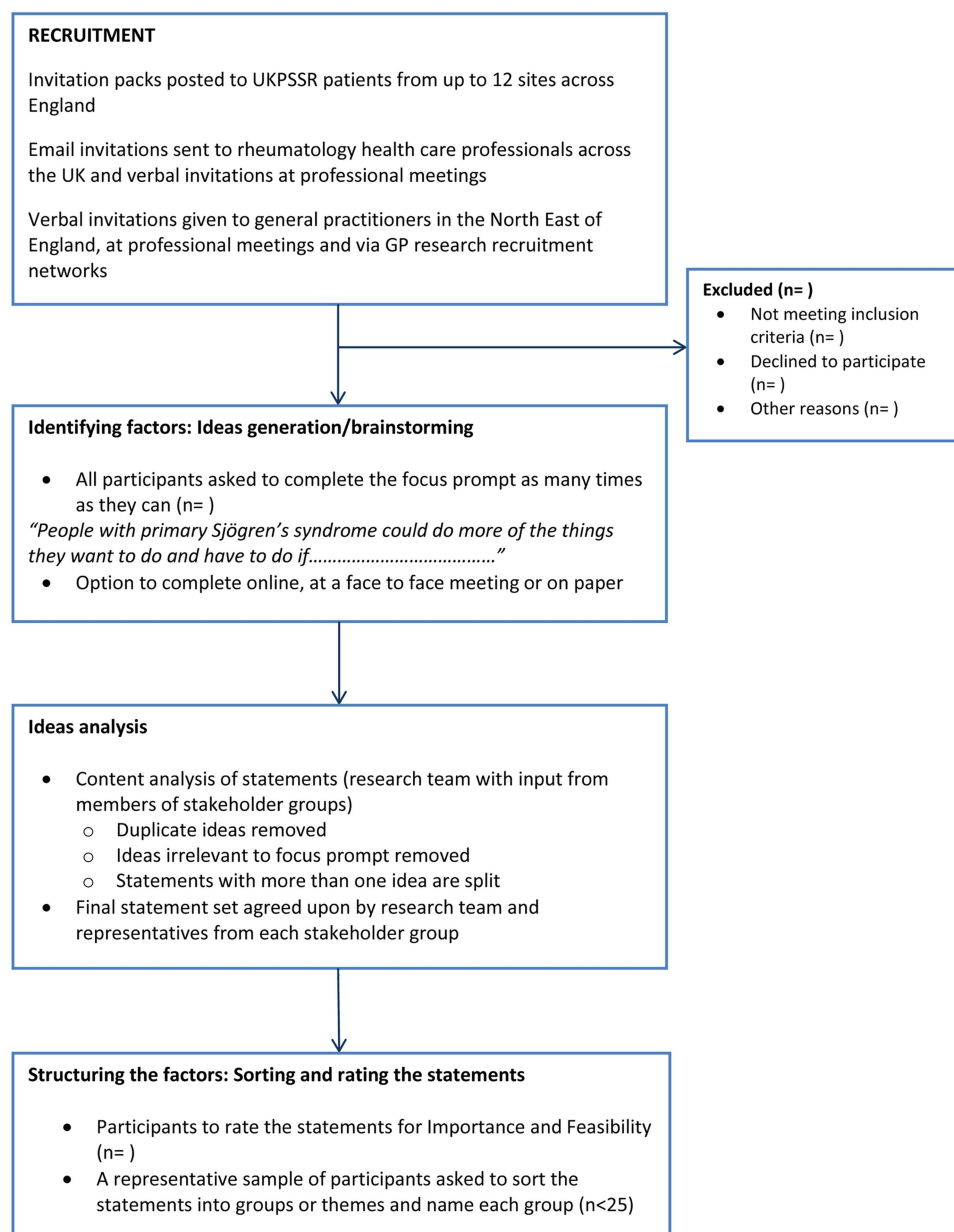 RECRUITMENT
Invitation packs posted to UKPSSR patients from up to 12 sites across
England
Email invitations sent to rheumatology health care professionals across
the UK and verbal invitations at professional meetings
Verbal invitations given to general practitioners in the North East of
England, at professional meetings and via GP research recruitment
networks
Excluded (n= )
• Not meeting inclusion
criteria (n= )
• Declined to participate
(n= )
• Other reasons (n= )
Identifying factors: Ideas generation/brainstorming
• All participants asked to complete the focus prompt as many times
as they can (n= )
“People with primary Sjögren’s syndrome could do more of the things
they want to do and have to do if…………………………………”
• Option to complete online, at a face to face meeting or on paper
Ideas analysis
• Content analysis of statements (research team with input from
members of stakeholder groups)
o Duplicate ideas removed
o Ideas irrelevant to focus prompt removed
o Statements with more than one idea are split
• Final statement set agreed upon by research team and
representatives from each stakeholder group
Structuring the factors: Sorting and rating the statements
• Participants to rate the statements for Importance and Feasibility
(n= )
• A representative sample of participants asked to sort the
statements into groups or themes and name each group (n<25)